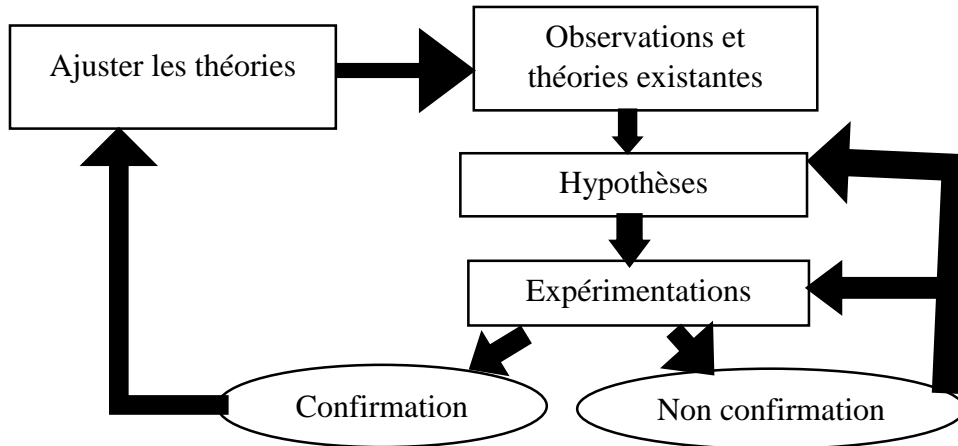 Ajuster les théories
Observations et
théories existantes
Hypothèses
Expérimentations
Confirmation
Non confirmation